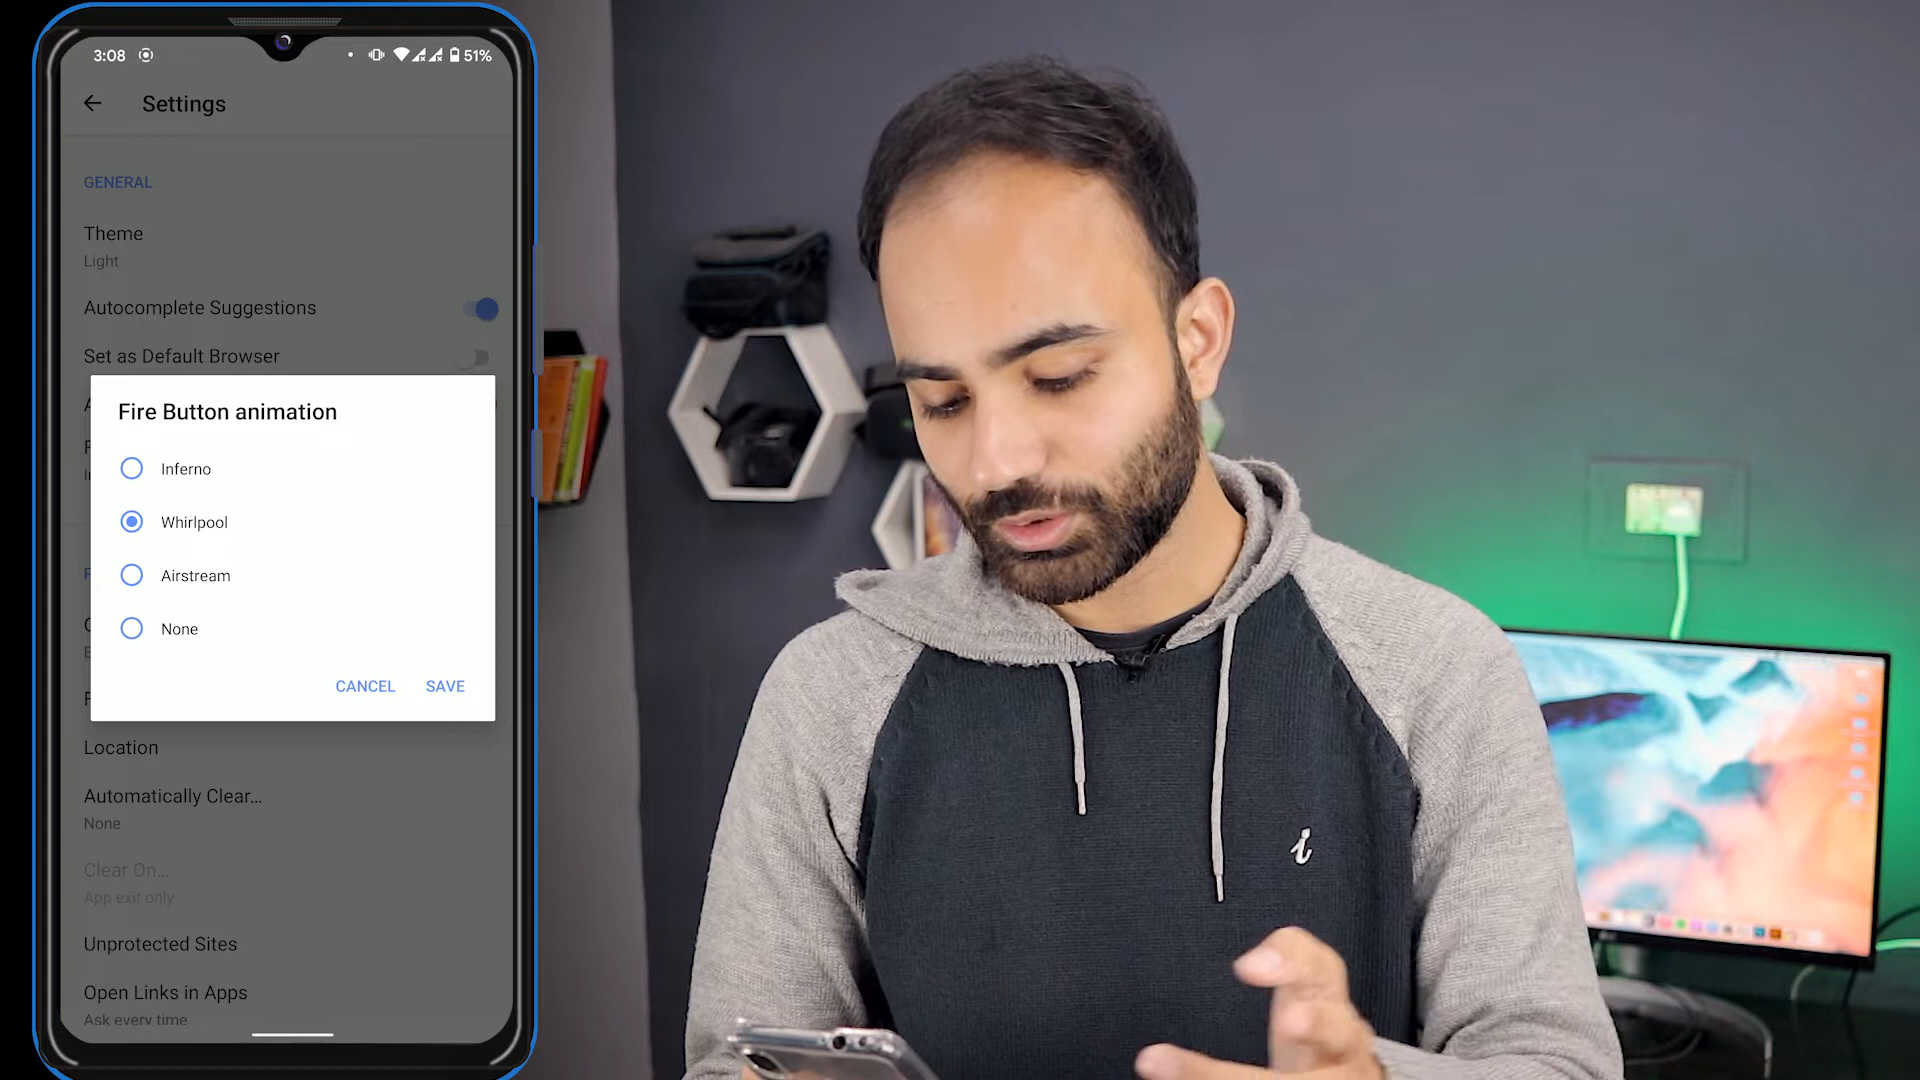 3:08 51%
Settings
GENERAL
Theme
Light
Autocomplete Suggestions
Set as Default Browser
Fire Button animation
Inferno
Whirlpool
Airstream
None
CANCEL SAVE
Location
Automatically Clear...
None
Clear On...
App exit only
Unprotected Sites
Open Links in Apps
Ask every time
i